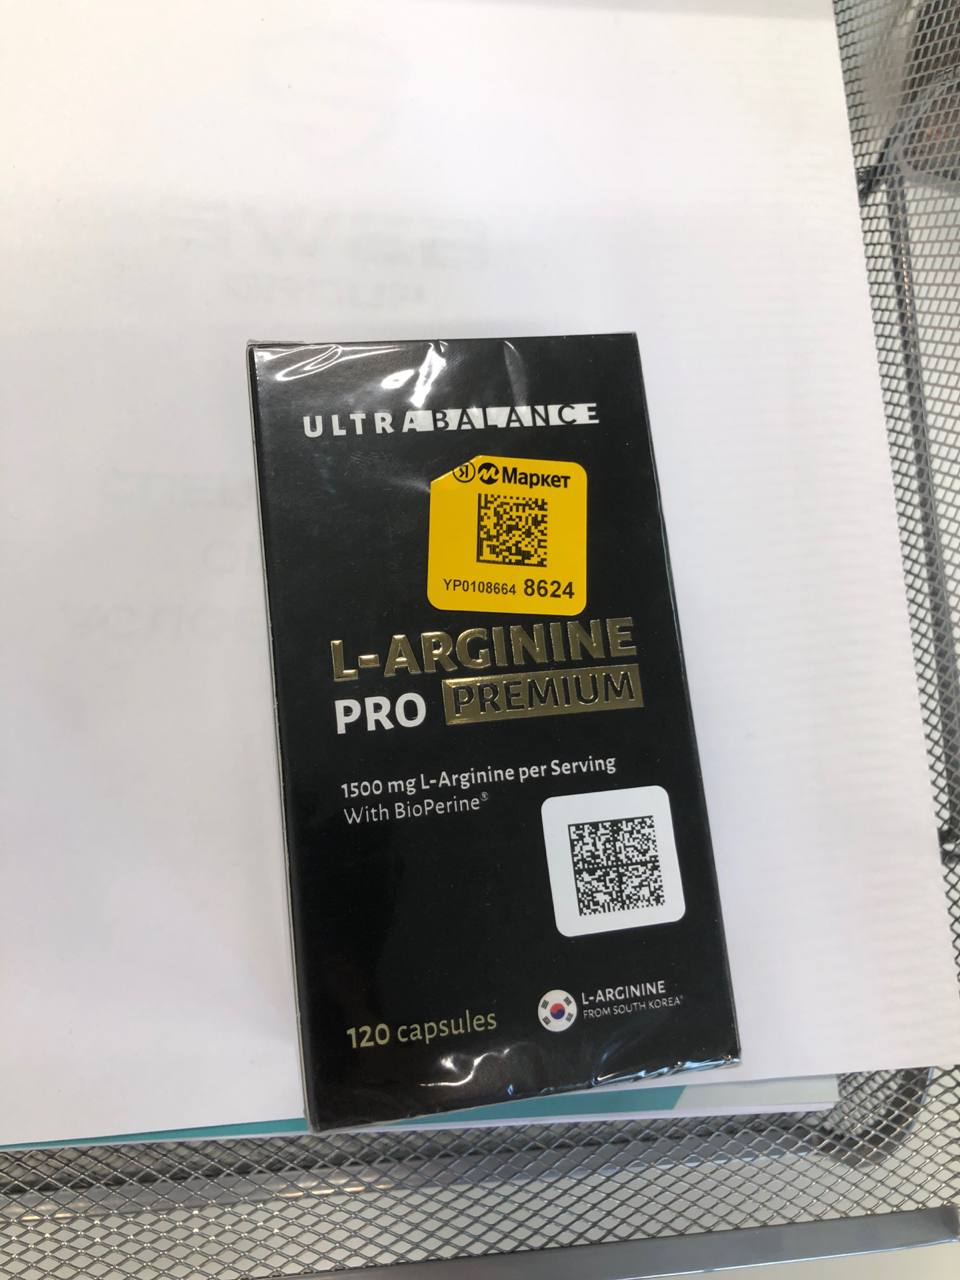 ULTRABALANCE
Я М Маркет
YP0108664 8624
L-ARGININE
PRO PREMIUM
1500 mg L-Arginine per Serving
With BioPerine®
L-ARGININE
FROM SOUTH KOREA*
120 capsules